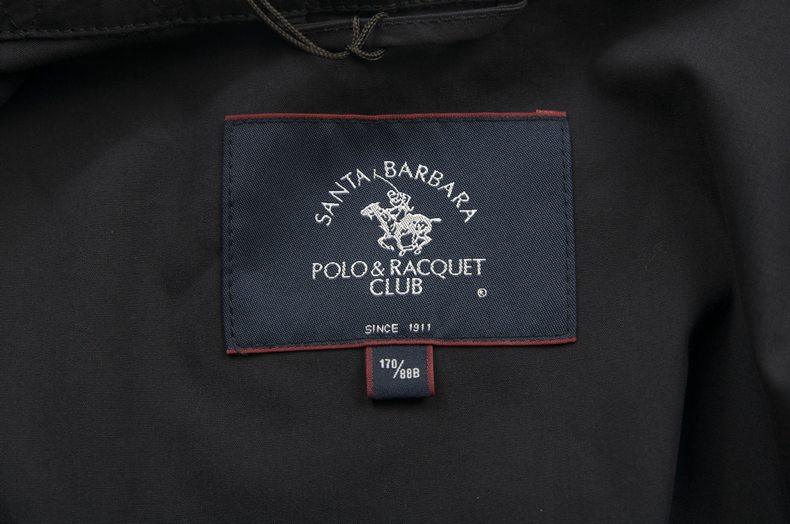 SANTA BARBARA
POLO & RACQUET
CLUB ®
SINCE 1911
170/88B